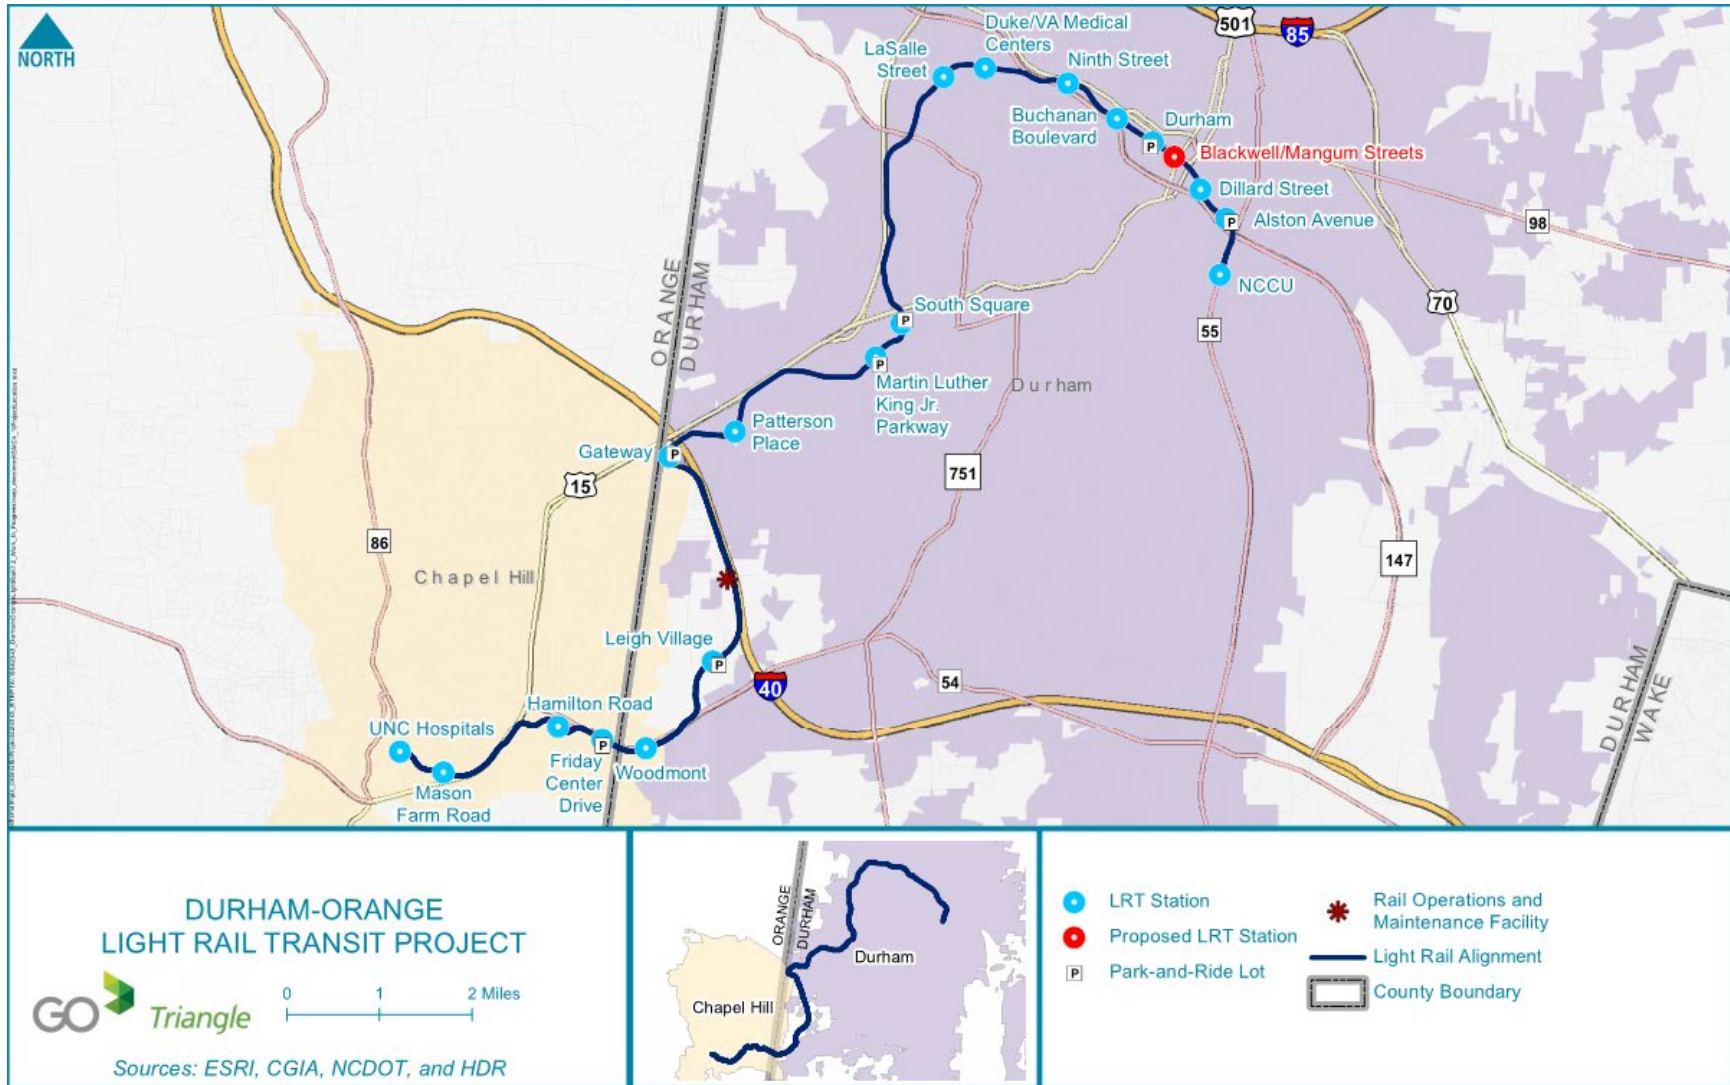 NORTH
Duke/VA Medical
Centers
LaSalle
Street
Ninth Street
501
85
Buchanan
Boulevard
Durham
Blackwell/Mangum Streets
Dillard Street
Alston Avenue
98
NCCU
ORANGE
DURHAM
South Square
70
55
Martin Luther
King Jr.
Parkway
Durham
Patterson
Place
Gateway
15
751
86
147
Chapel Hill
Leigh Village
40
54
Hamilton Road
UNC Hospitals
Friday
Center
Drive
Woodmont
Mason
Farm Road
DURHAM
WAKE
P
P
P
P
P
P
P
DURHAM-ORANGE
LIGHT RAIL TRANSIT PROJECT
GO Triangle
0 1 2 Miles
Sources: ESRI, CGIA, NCDOT, and HDR
ORANGE
DURHAM
Durham
Chapel Hill
LRT Station
Proposed LRT Station
P Park-and-Ride Lot
Rail Operations and
Maintenance Facility
Light Rail Alignment
County Boundary